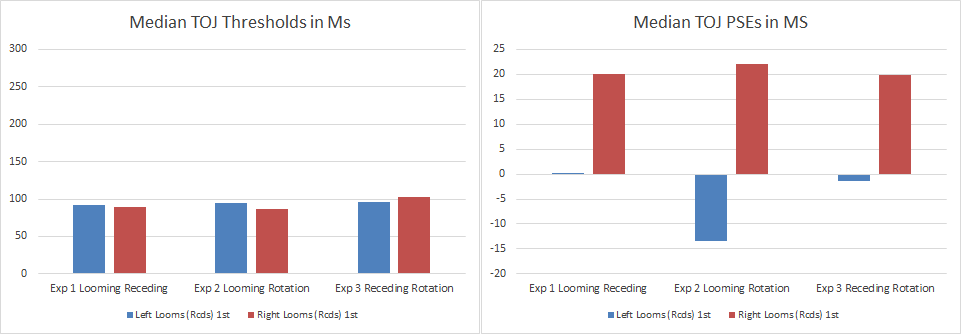 Median TOJ Thresholds in Ms
300
250
200
150
100
50
0
Exp 1 Looming Receding
Exp 2 Looming Rotation
Exp 3 Receding Rotation
Left Looms (Rcds) 1st
Right Looms (Rcds) 1st
Median TOJ PSEs in MS
25
20
15
10
5
0
-5
-10
-15
-20
Exp 1 Looming Receding
Exp 2 Looming Rotation
Exp 3 Receding Rotation
Left Looms (Rcds) 1st
Right Looms (Rcds) 1st